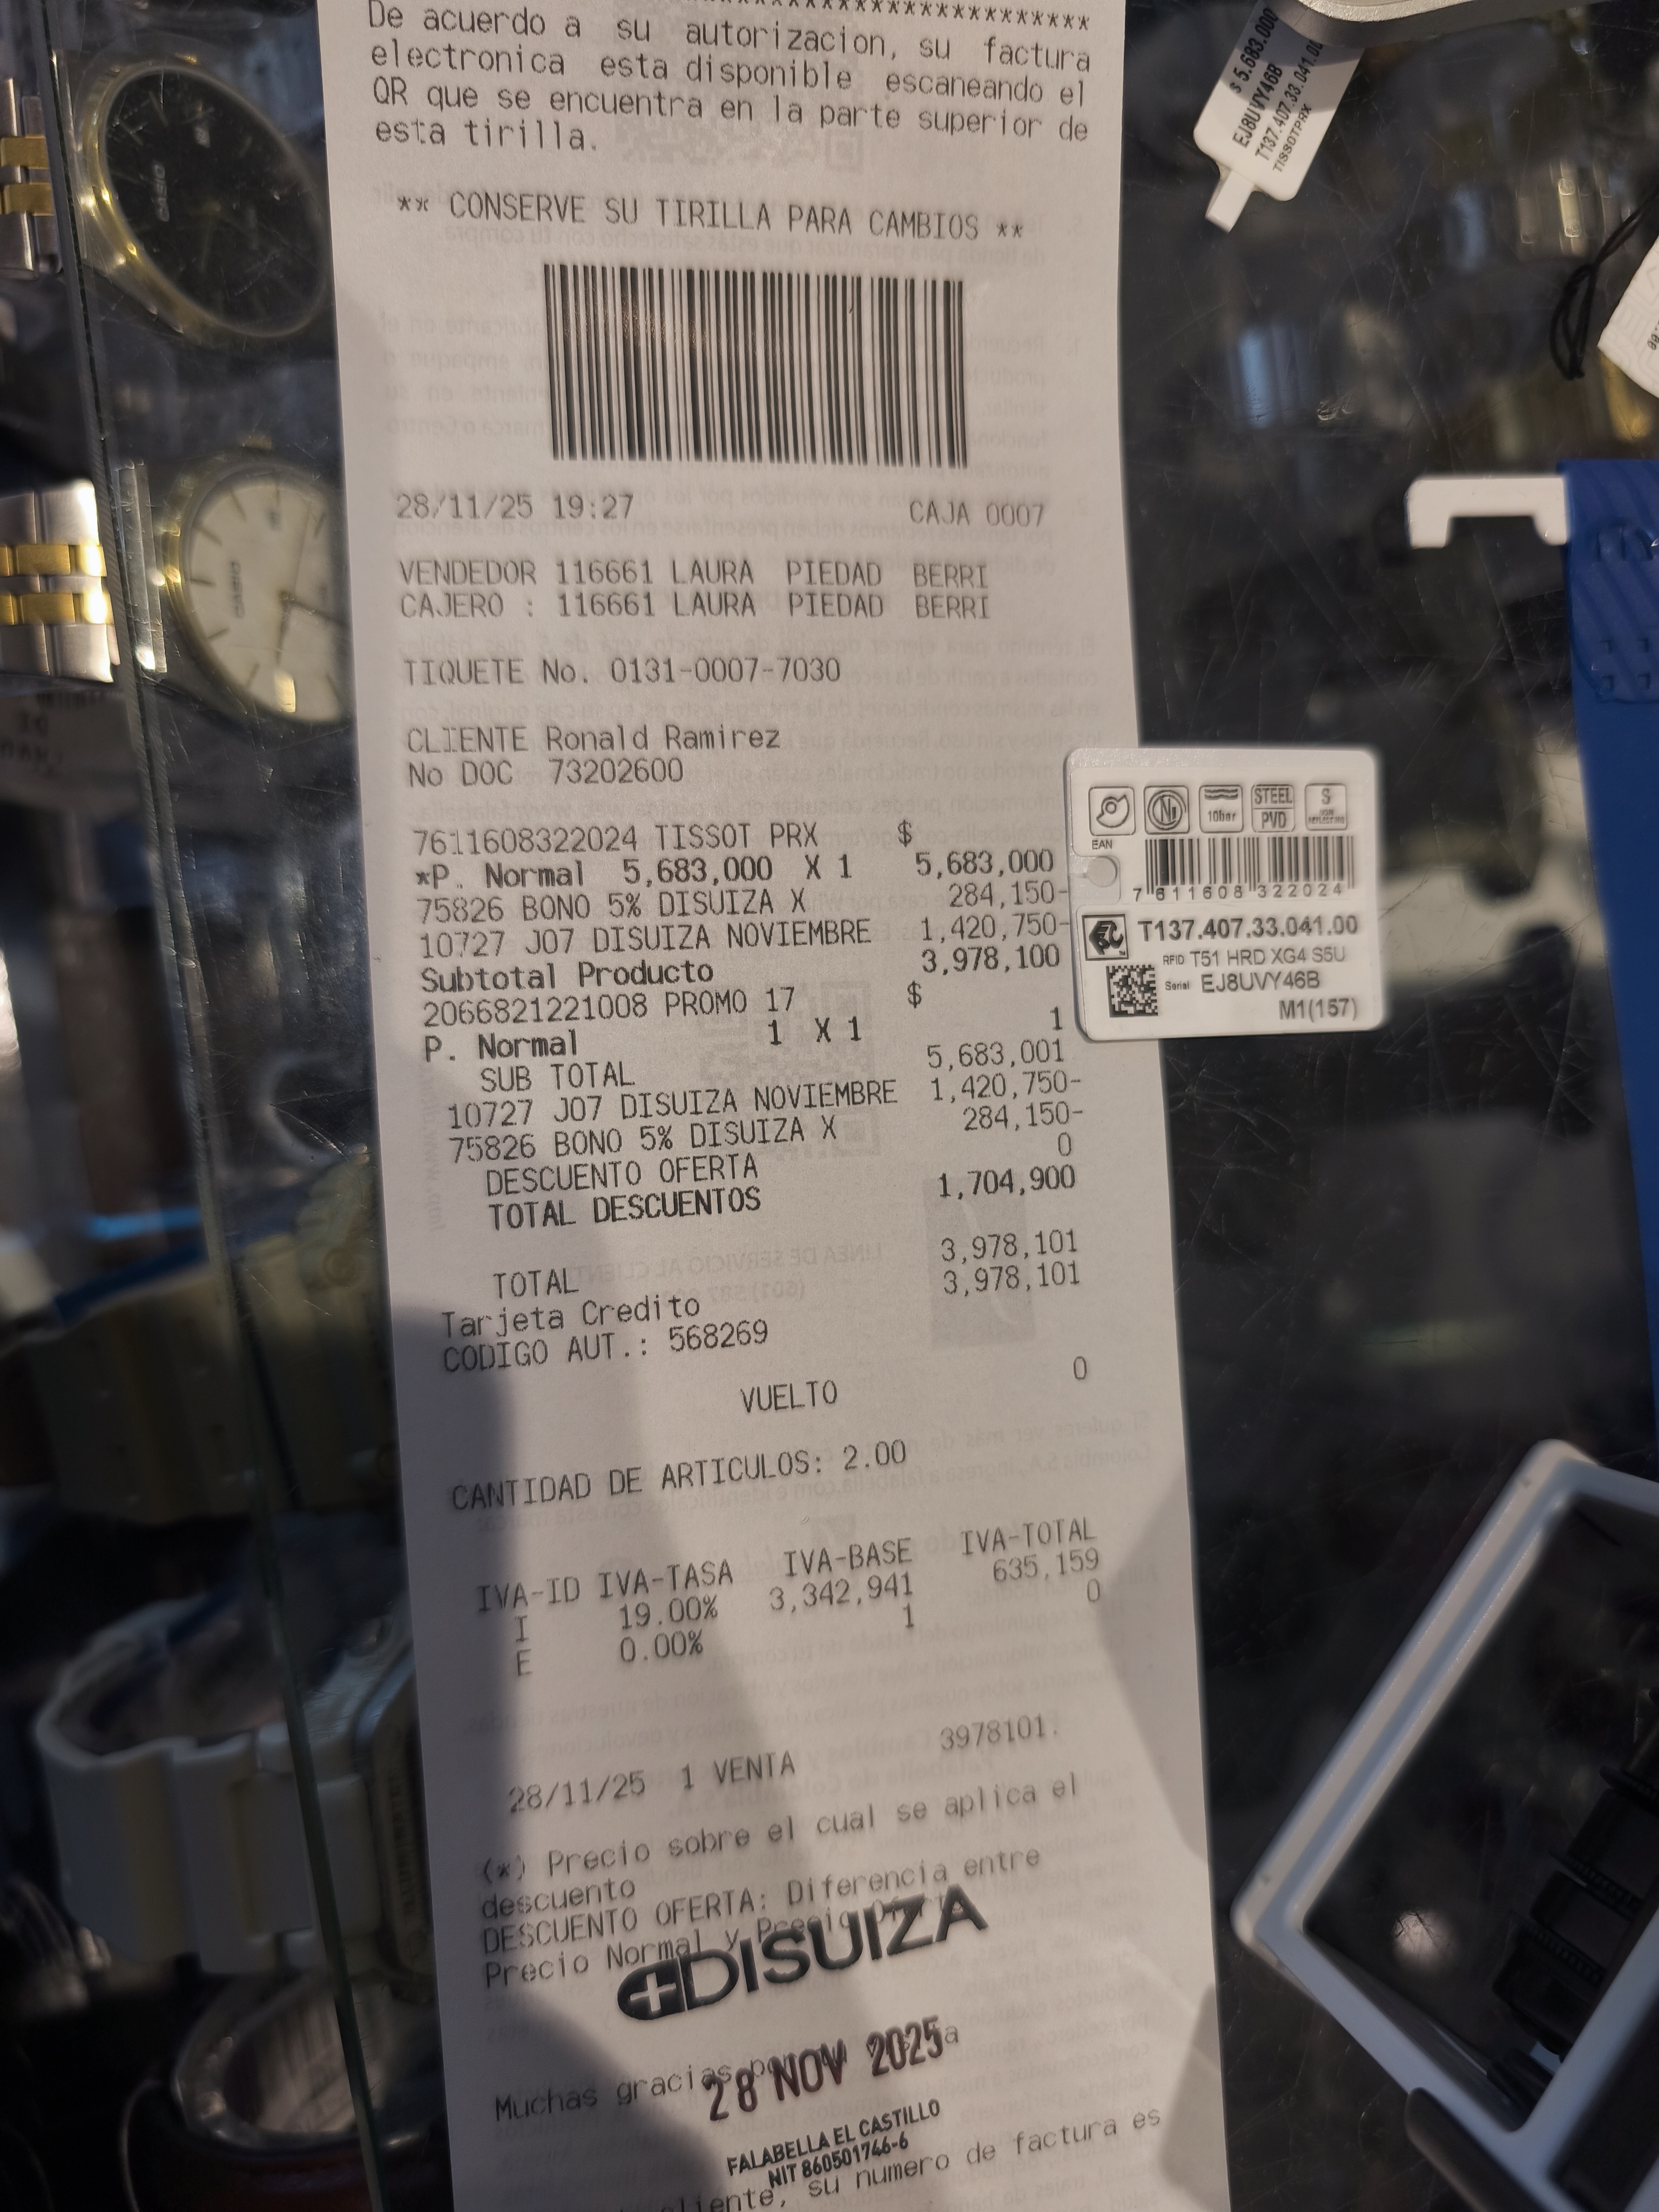 ************************
De acuerdo a su autorizacion, su factura
electronica esta disponible escaneando el
QR que se encuentra en la parte superior de
esta tirilla.
** CONSERVE SU TIRILLA PARA CAMBIOS **
28/11/25 19:27 CAJA 0007
VENDEDOR 116661 LAURA PIEDAD BERRI
CAJERO : 116661 LAURA PIEDAD BERRI
TIQUETE No. 0131-0007-7030
CLIENTE Ronald Ramirez
No DOC 73202600
7611608322024 TISSOT PRX $
*P. Normal 5,683,000 X 1 5,683,000
75826 BONO 5% DISUIZA X 284,150-
10727 J07 DISUIZA NOVIEMBRE 1,420,750-
Subtotal Producto 3,978,100
2066821221008 PROMO 17 $
P. Normal 1 X 1 1
SUB TOTAL 5,683,001
10727 J07 DISUIZA NOVIEMBRE 1,420,750-
75826 BONO 5% DISUIZA X 284,150-
DESCUENTO OFERTA 0
TOTAL DESCUENTOS 1,704,900
TOTAL 3,978,101
Tarjeta Credito 3,978,101
CODIGO AUT.: 568269
VUELTO 0
CANTIDAD DE ARTICULOS: 2.00
IVA-ID IVA-TASA IVA-BASE IVA-TOTAL
I 19.00% 3,342,941 635,159
E 0.00% 1 0
28/11/25 1 VENTA 3978101.
(*) Precio sobre el cual se aplica el
descuento
DESCUENTO OFERTA: Diferencia entre
Precio Normal y Precio
DISUIZA
Muchas gracias
28 NOV 2025
FALABELLA EL CASTILLO
NIT 860501746-6
cliente, su numero de factura es
$ 5.683.000
EJ8UVY46B
T137.407.33.041.00
TISSOTPRX
10bar
STEEL
PVD
S
EAN
7 611608 322024
T137.407.33.041.00
RFID T51 HRD XG4 S5U
Serial EJ8UVY46B
M1(157)
CASIO
CASIO